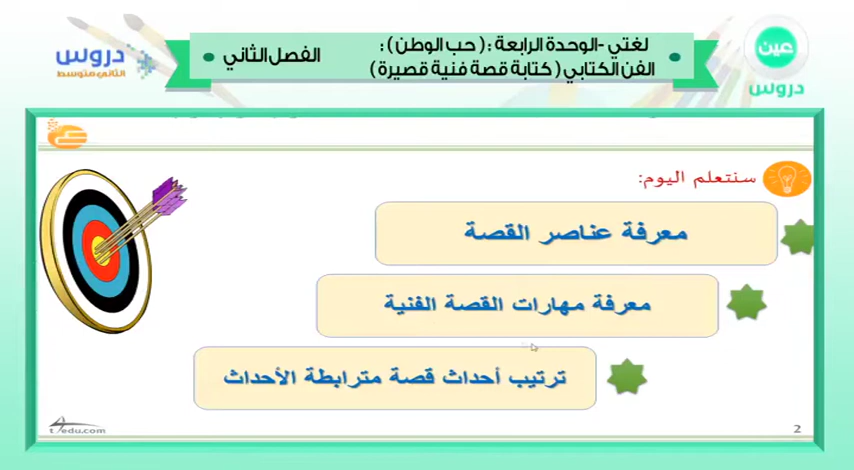 لغتي -الوحدة الرابعة : ( حب الوطن ) :
الفن الكتابي ( كتابة قصة فنية قصيرة )
الفصل الثاني
عين
دروس
دروس
الثاني متوسط
سنتعلم اليوم:
معرفة عناصر القصة
معرفة مهارات القصة الفنية
ترتيب أحداث قصة مترابطة الأحداث
t4edu.com
2